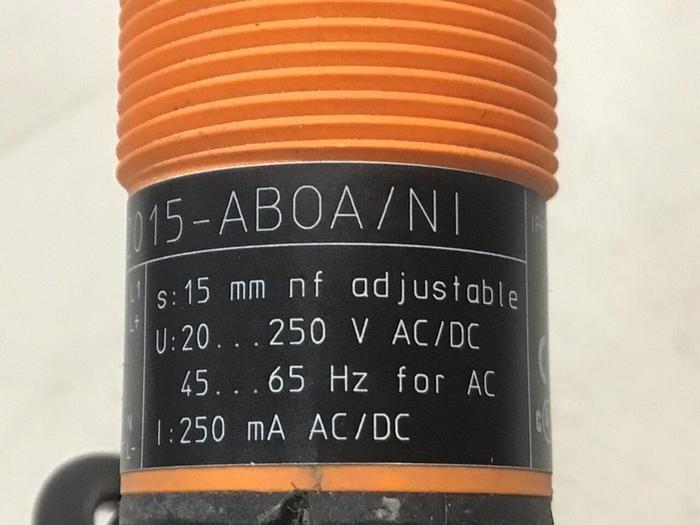 015-ABOA/NI
s:15 mm nf adjustable
U:20...250 V AC/DC
45...65 Hz for AC
I:250 mA AC/DC
L1
L+
N
L-